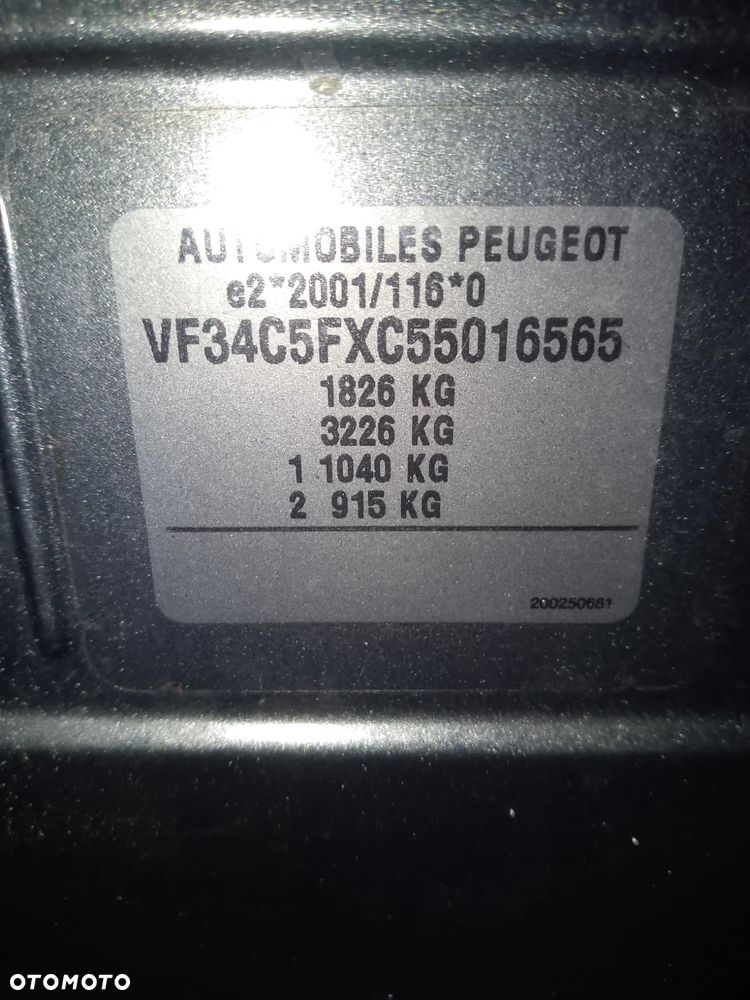 AUTOMOBILES PEUGEOT
e2*2001/116*0
VF34C5FXC55016565
1826 KG
3226 KG
1 1040 KG
2 915 KG
200250681
OTOMOTO